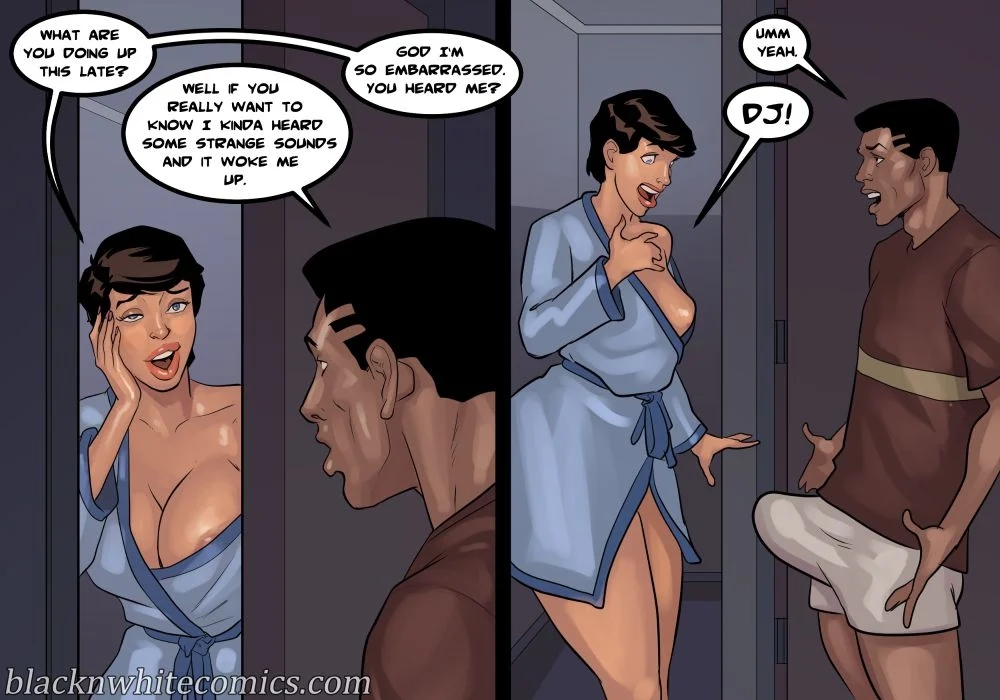 WHAT ARE
YOU DOING UP
THIS LATE?
WELL IF YOU
REALLY WANT TO
KNOW I KINDA HEARD
SOME STRANGE SOUNDS
AND IT WOKE ME
UP.
GOD I'M
SO EMBARRASSED.
YOU HEARD ME?
UMM
YEAH.
DJ!
blacknwhitecomics.com